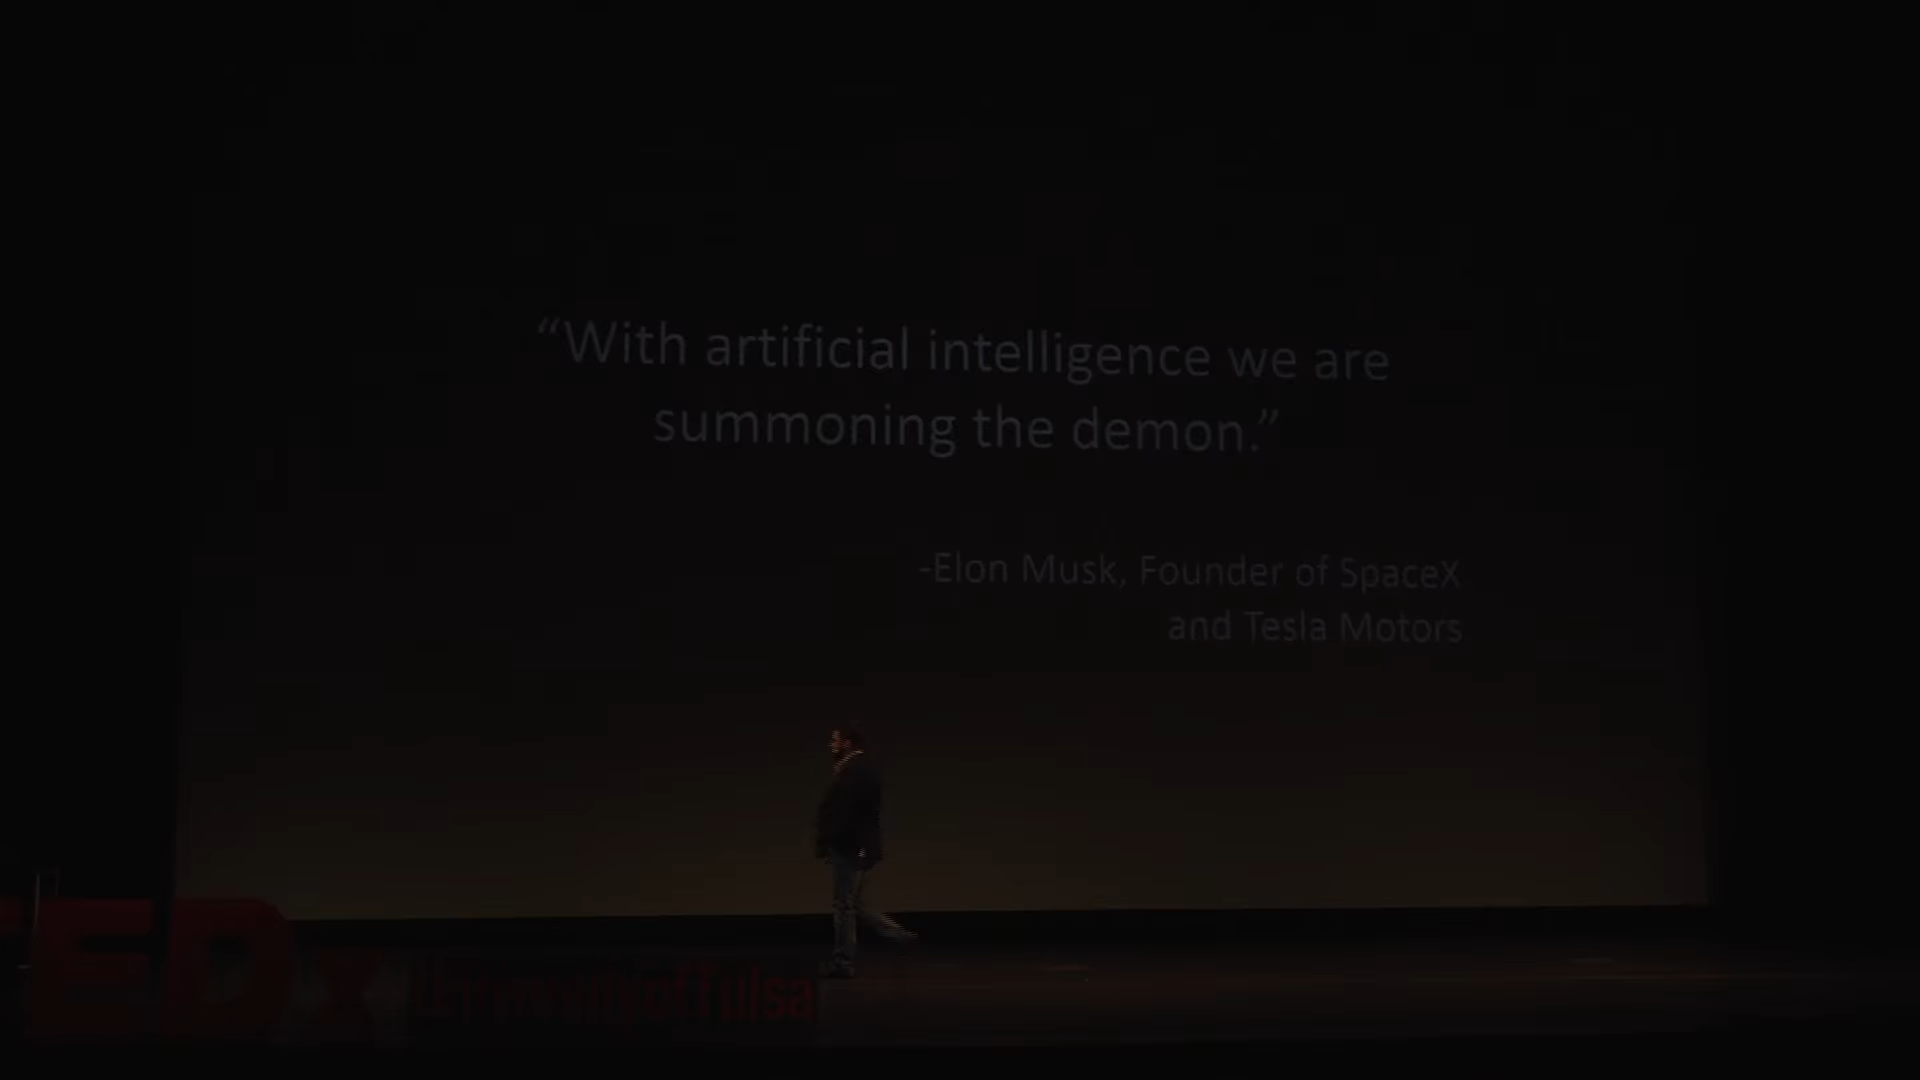 “With artificial intelligence we are
summoning the demon.”
-Elon Musk, Founder of SpaceX
and Tesla Motors
TEDx UniversityofTulsa